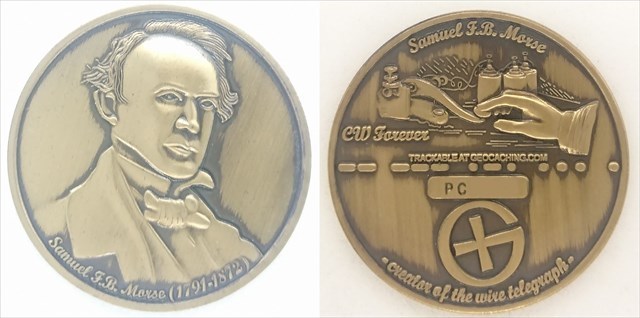 Samuel F.B. Morse (1791-1872)
Samuel F.B. Morse
CW Forever
TRACKABLE AT GEOCACHING.COM
PC
- creator of the wire telegraph -